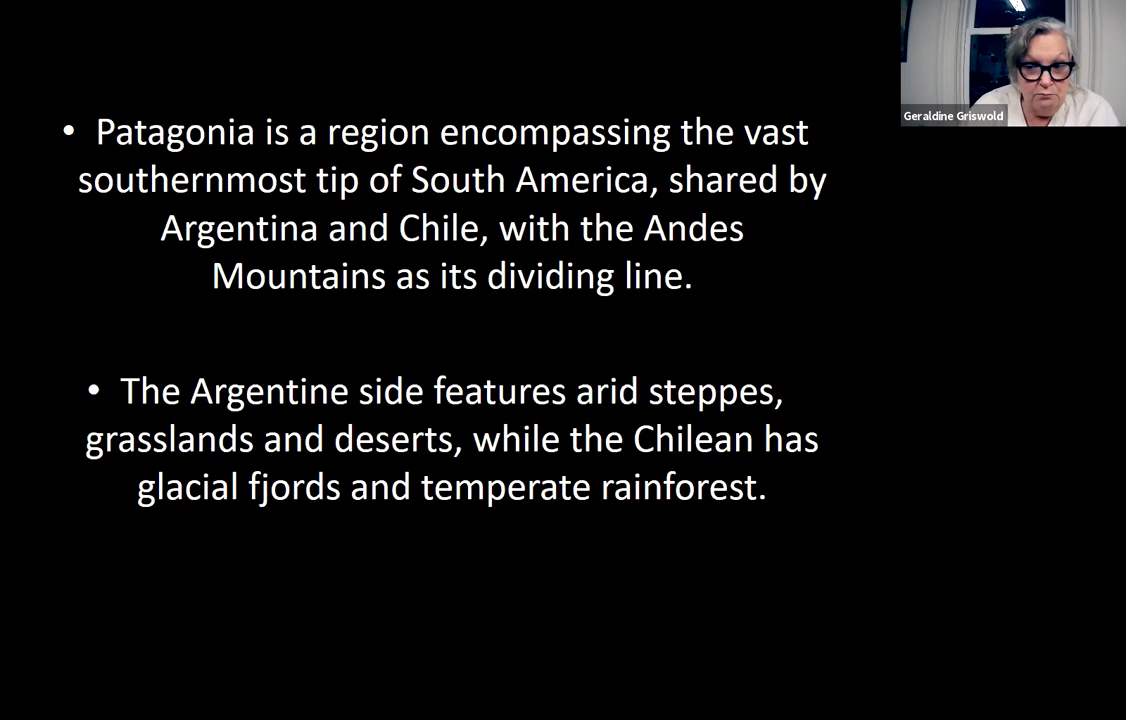 • Patagonia is a region encompassing the vast
southernmost tip of South America, shared by
Argentina and Chile, with the Andes
Mountains as its dividing line.
• The Argentine side features arid steppes,
grasslands and deserts, while the Chilean has
glacial fjords and temperate rainforest.
Geraldine Griswold